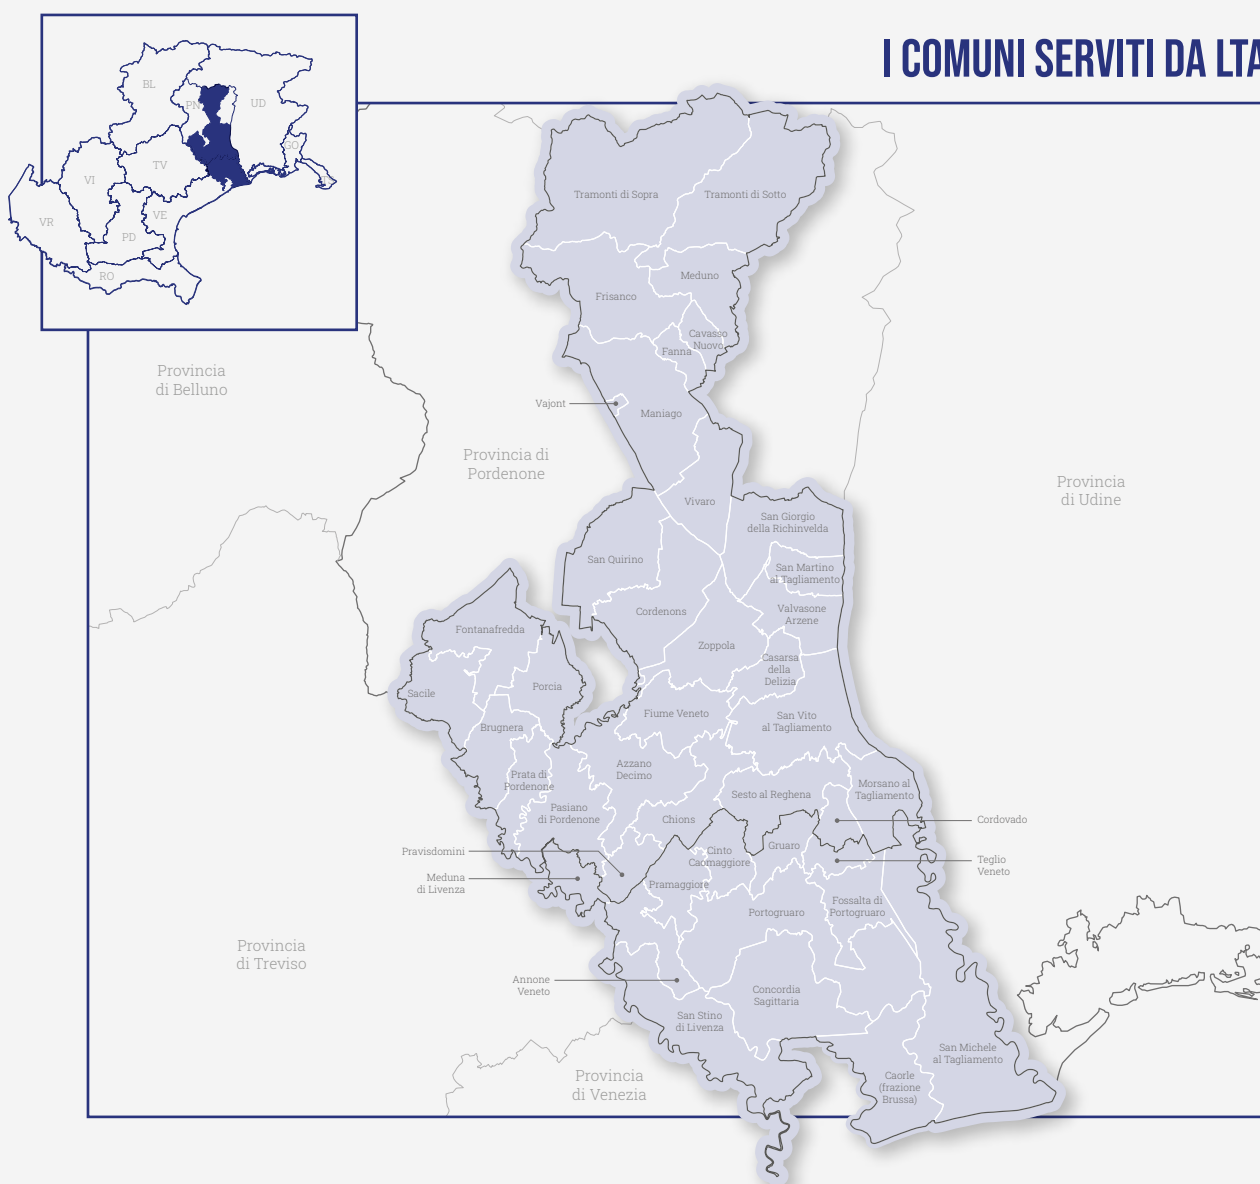 I COMUNI SERVITI DA LTA
BL
PN
UD
GO
TV
TS
VI
VE
VR
PD
RO
Tramonti di Sopra
Tramonti di Sotto
Meduno
Frisanco
Cavasso
Nuovo
Fanna
Provincia
di Belluno
Vajont
Maniago
Provincia di
Pordenone
Provincia
di Udine
Vivaro
San Giorgio
della Richinvelda
San Quirino
San Martino
al Tagliamento
Cordenons
Valvasone
Arzene
Fontanafredda
Zoppola
Casarsa
della
Delizia
Sacile
Porcia
Fiume Veneto
San Vito
al Tagliamento
Brugnera
Azzano
Decimo
Prata di
Pordenone
Morsano al
Tagliamento
Sesto al Reghena
Pasiano
di Pordenone
Chions
Cordovado
Pravisdomini
Cinto
Caomaggiore
Gruaro
Teglio
Veneto
Meduna
di Livenza
Pramaggiore
Fossalta di
Portogruaro
Portogruaro
Provincia
di Treviso
Annone
Veneto
Concordia
Sagittaria
San Stino
di Livenza
San Michele
al Tagliamento
Provincia
di Venezia
Caorle
(frazione
Brussa)